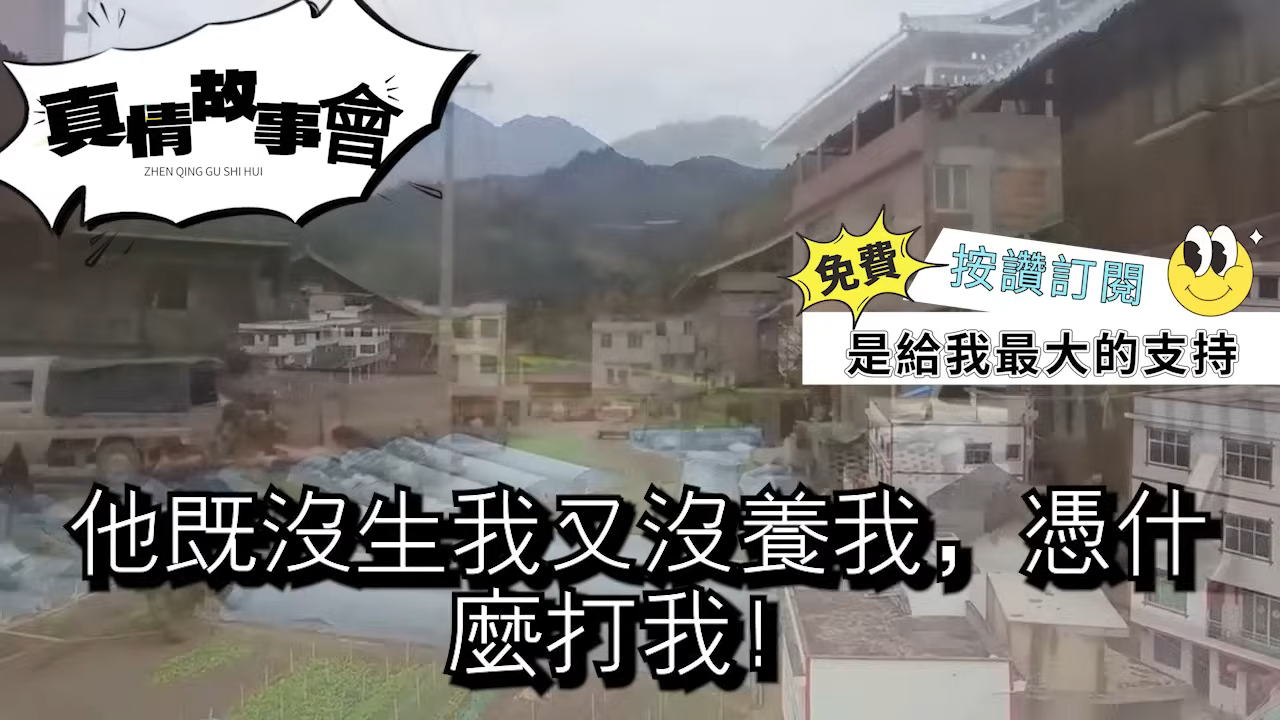 真情故事會
ZHEN QING GU SHI HUI
免費
按讚訂閱
是給我最大的支持
他既沒生我又沒養我，憑什
麼打我！